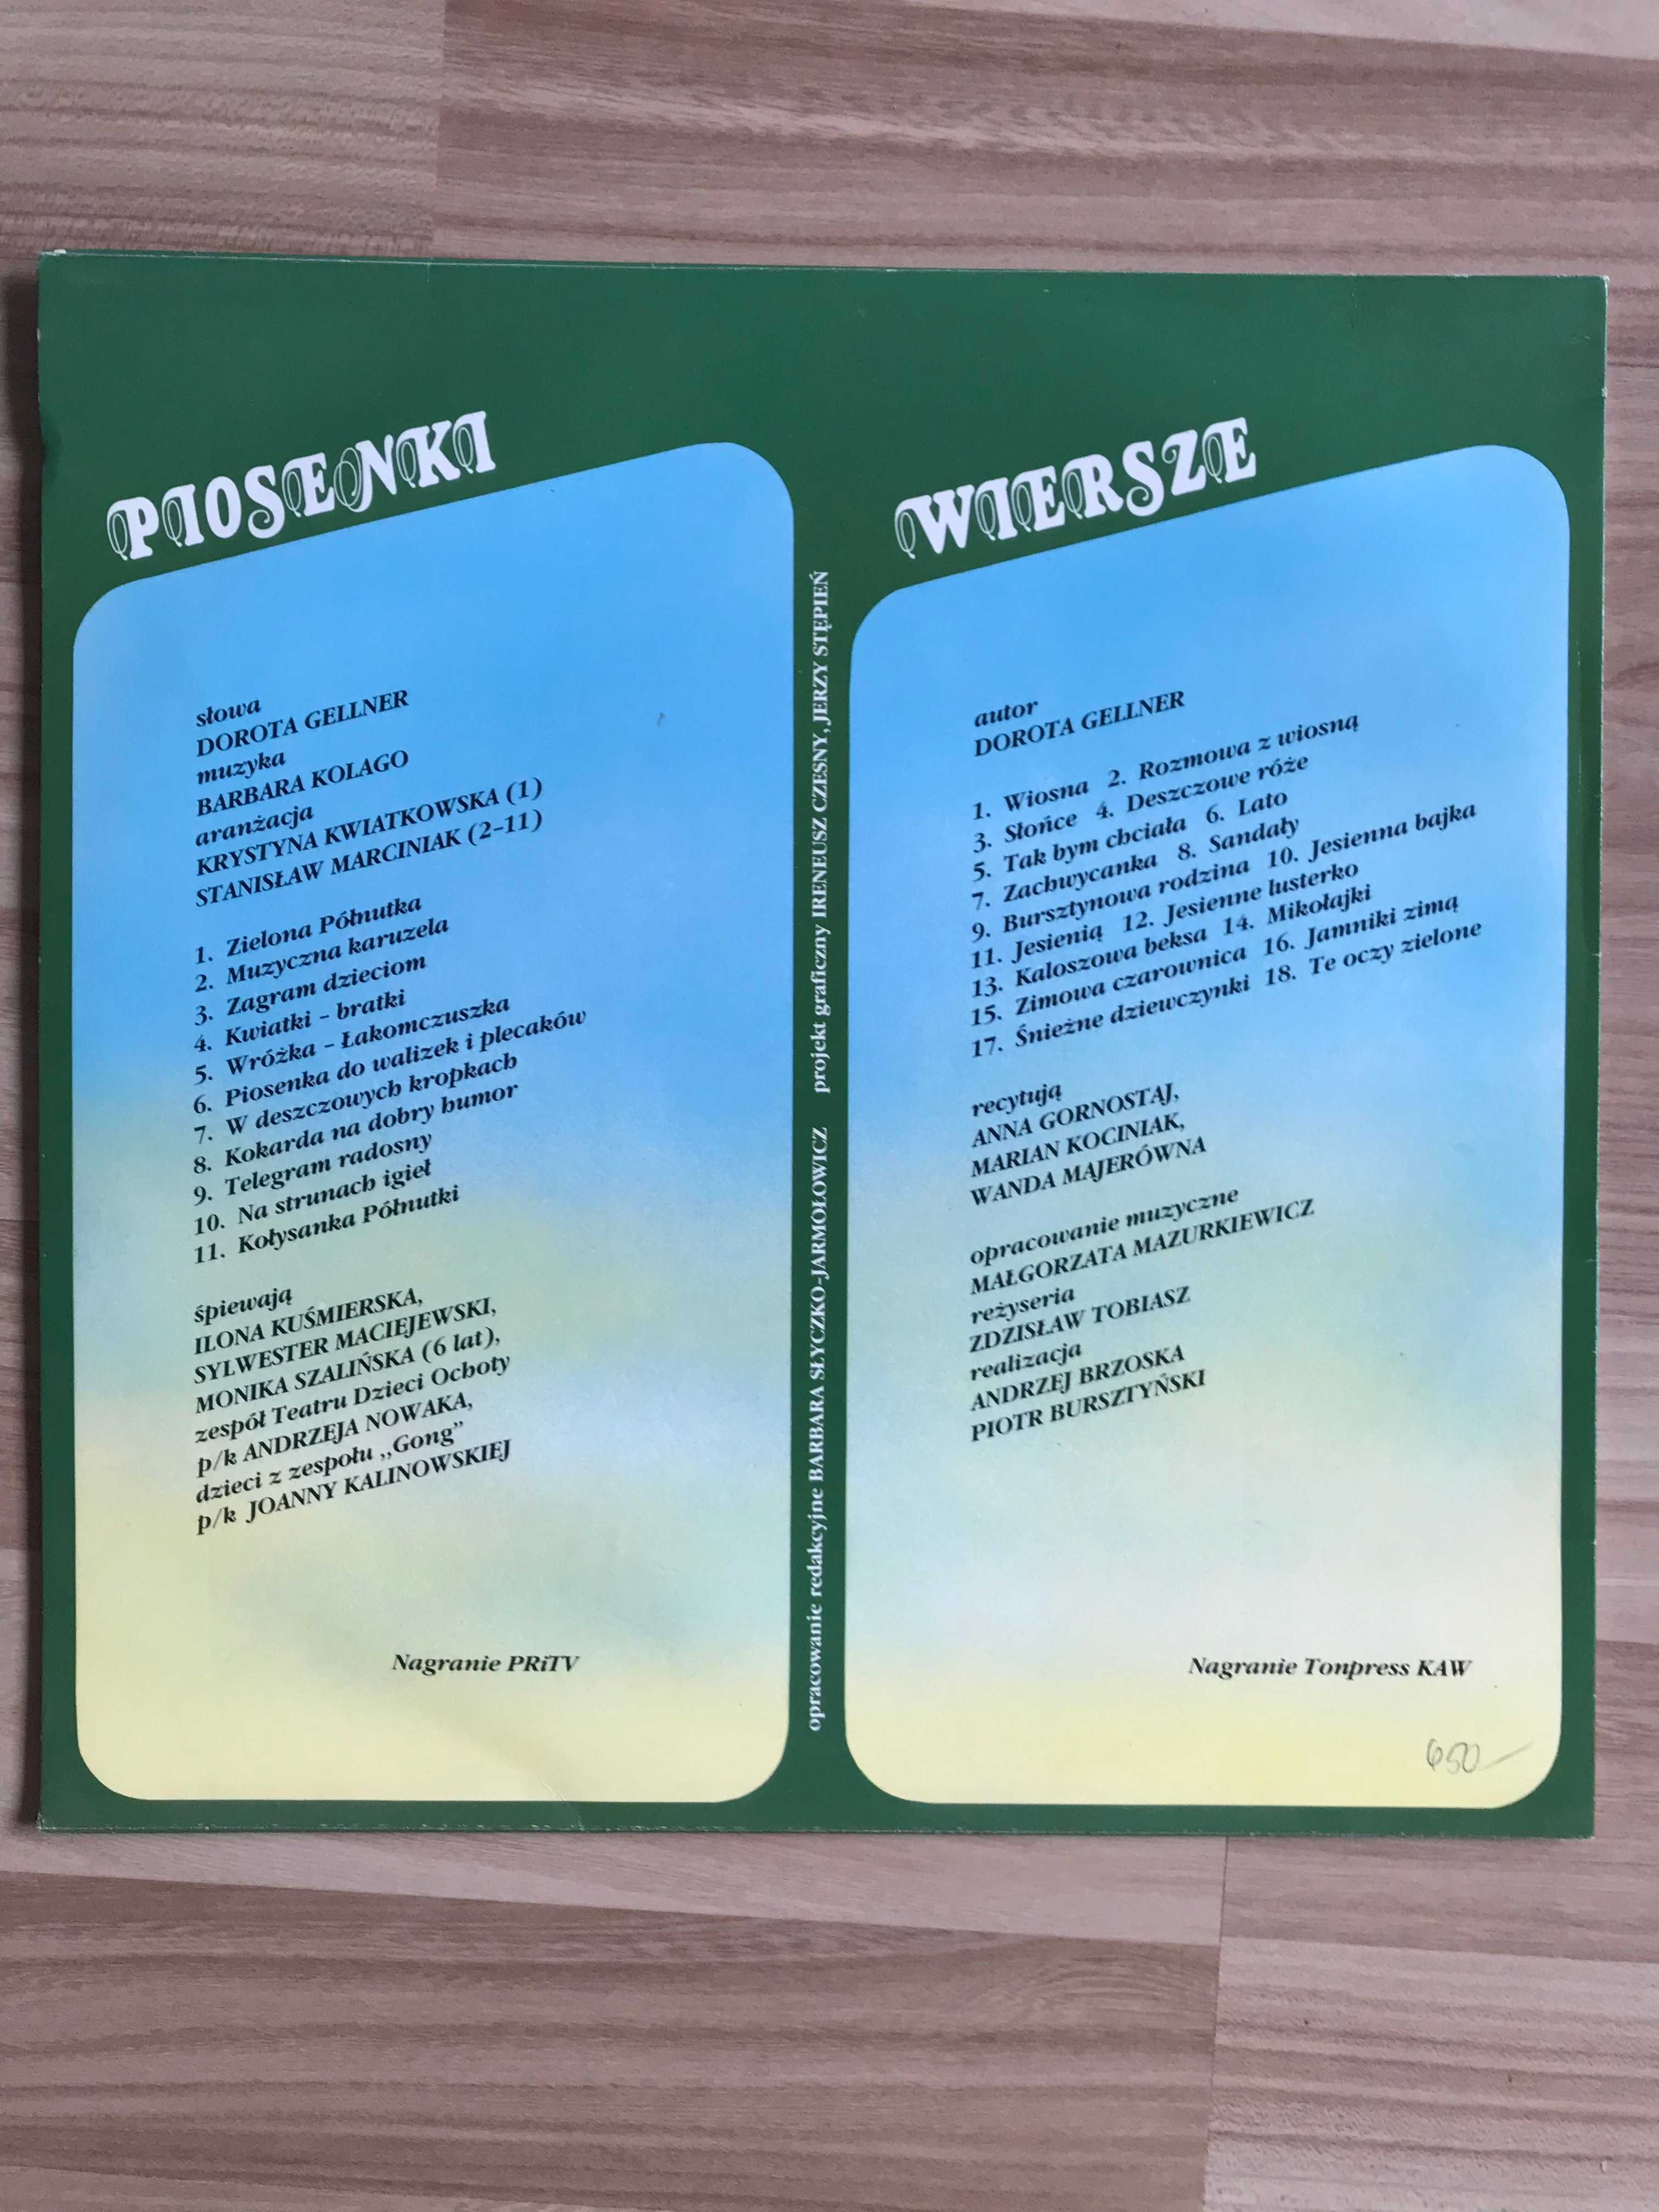 PIOSENKI
słowa
DOROTA GELLNER
muzyka
BARBARA KOLAGO
aranżacja
KRYSTYNA KWIATKOWSKA (1)
STANISŁAW MARCINIAK (2-11)
1. Zielona Półnutka
2. Muzyczna karuzela
3. Zagram dzieciom
4. Kwiatki - bratki
5. Wróżka - Łakomczuszka
6. Piosenka do walizek i plecaków
7. W deszczowych kropkach
8. Kokarda na dobry humor
9. Telegram radosny
10. Na strunach igieł
11. Kołysanka Półnutki
śpiewają
ILONA KUŚMIERSKA,
SYLWESTER MACIEJEWSKI,
MONIKA SZALIŃSKA (6 lat),
zespół Teatru Dzieci Ochoty
p/k ANDRZEJA NOWAKA,
dzieci z zespołu „Gong”
p/k JOANNY KALINOWSKIEJ
Nagranie PRiTV
opracowanie redakcyjne BARBARA SŁYCZKO-JARMOŁOWICZ projekt graficzny IRENEUSZ CZESNY, JERZY STĘPIEŃ
WIERSZE
autor
DOROTA GELLNER
1. Wiosna 2. Rozmowa z wiosną
3. Słońce 4. Deszczowe róże
5. Tak bym chciała 6. Lato
7. Zachwycanka 8. Sandały
9. Bursztynowa rodzina 10. Jesienna bajka
11. Jesienią 12. Jesienne lusterko
13. Kaloszowa beksa 14. Mikołajki
15. Zimowa czarownica 16. Jamniki zimą
17. Śnieżne dziewczynki 18. Te oczy zielone
recytują
ANNA GORNOSTAJ,
MARIAN KOCINIAK,
WANDA MAJERÓWNA
opracowanie muzyczne
MAŁGORZATA MAZURKIEWICZ
reżyseria
ZDZISŁAW TOBIASZ
realizacja
ANDRZEJ BRZOSKA
PIOTR BURSZTYŃSKI
Nagranie Tonpress KAW
650-